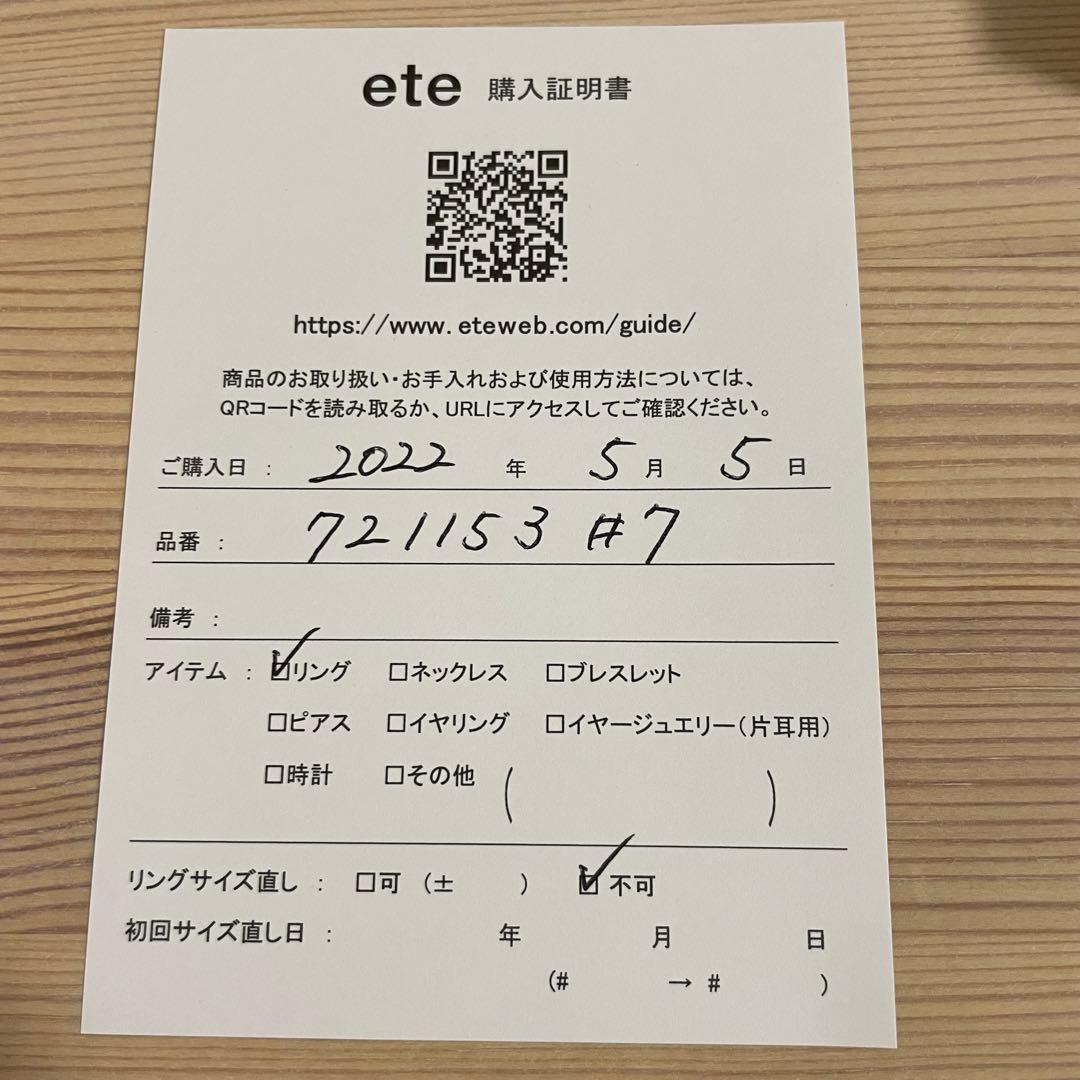 ete 購入証明書
https://www.eteweb.com/guide/
商品のお取り扱い・お手入れおよび使用方法については、
QRコードを読み取るか、URLにアクセスしてご確認ください。
ご購入日 : 2022 年 5 月 5 日
品番 : 721153 #7
備考 :
アイテム : ☑リング □ネックレス □ブレスレット
□ピアス □イヤリング □イヤージュエリー(片耳用)
□時計 □その他 ( )
リングサイズ直し : □可 (± ) ☑不可
初回サイズ直し日 : 年 月 日
(# → # )